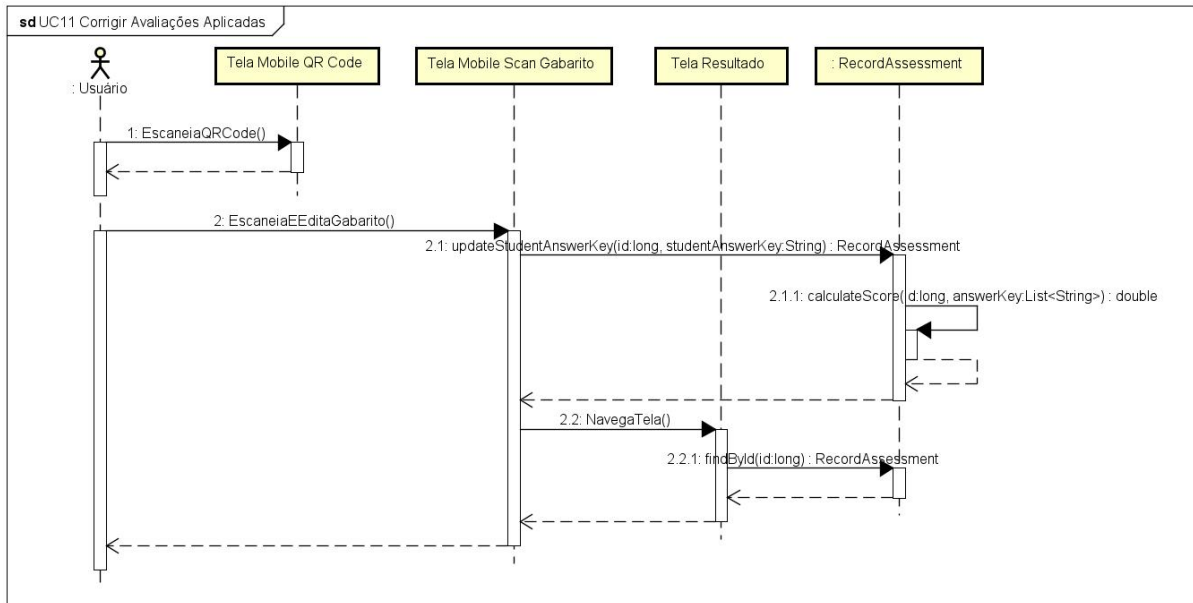 sd UC11 Corrigir Avaliações Aplicadas
: Usuário
Tela Mobile QR Code
Tela Mobile Scan Gabarito
Tela Resultado
: RecordAssessment
1: EscaneiaQRCode()
2: EscaneiaEEditaGabarito()
2.1: updateStudentAnswerKey(id:long, studentAnswerKey:String) : RecordAssessment
2.1.1: calculateScore(id:long, answerKey:List<String>) : double
2.2: NavegaTela()
2.2.1: findById(id:long) : RecordAssessment